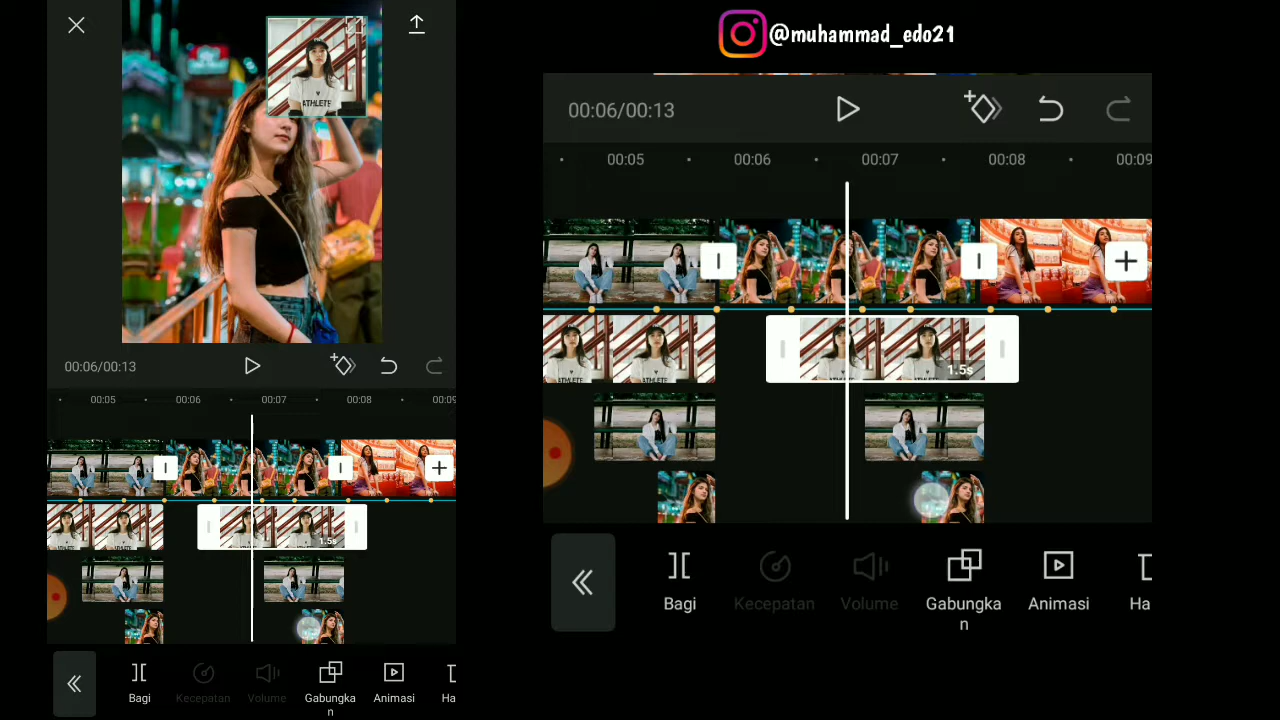 @muhammad_edo21
ATHLETE
00:06/00:13
00:05 00:06 00:07 00:08 00:09
1.5s
Bagi Kecepatan Volume Gabungka
n Animasi Ha
00:06/00:13
00:05 00:06 00:07 00:08 00:09
1.5s
Bagi Kecepatan Volume Gabungka
n Animasi Ha